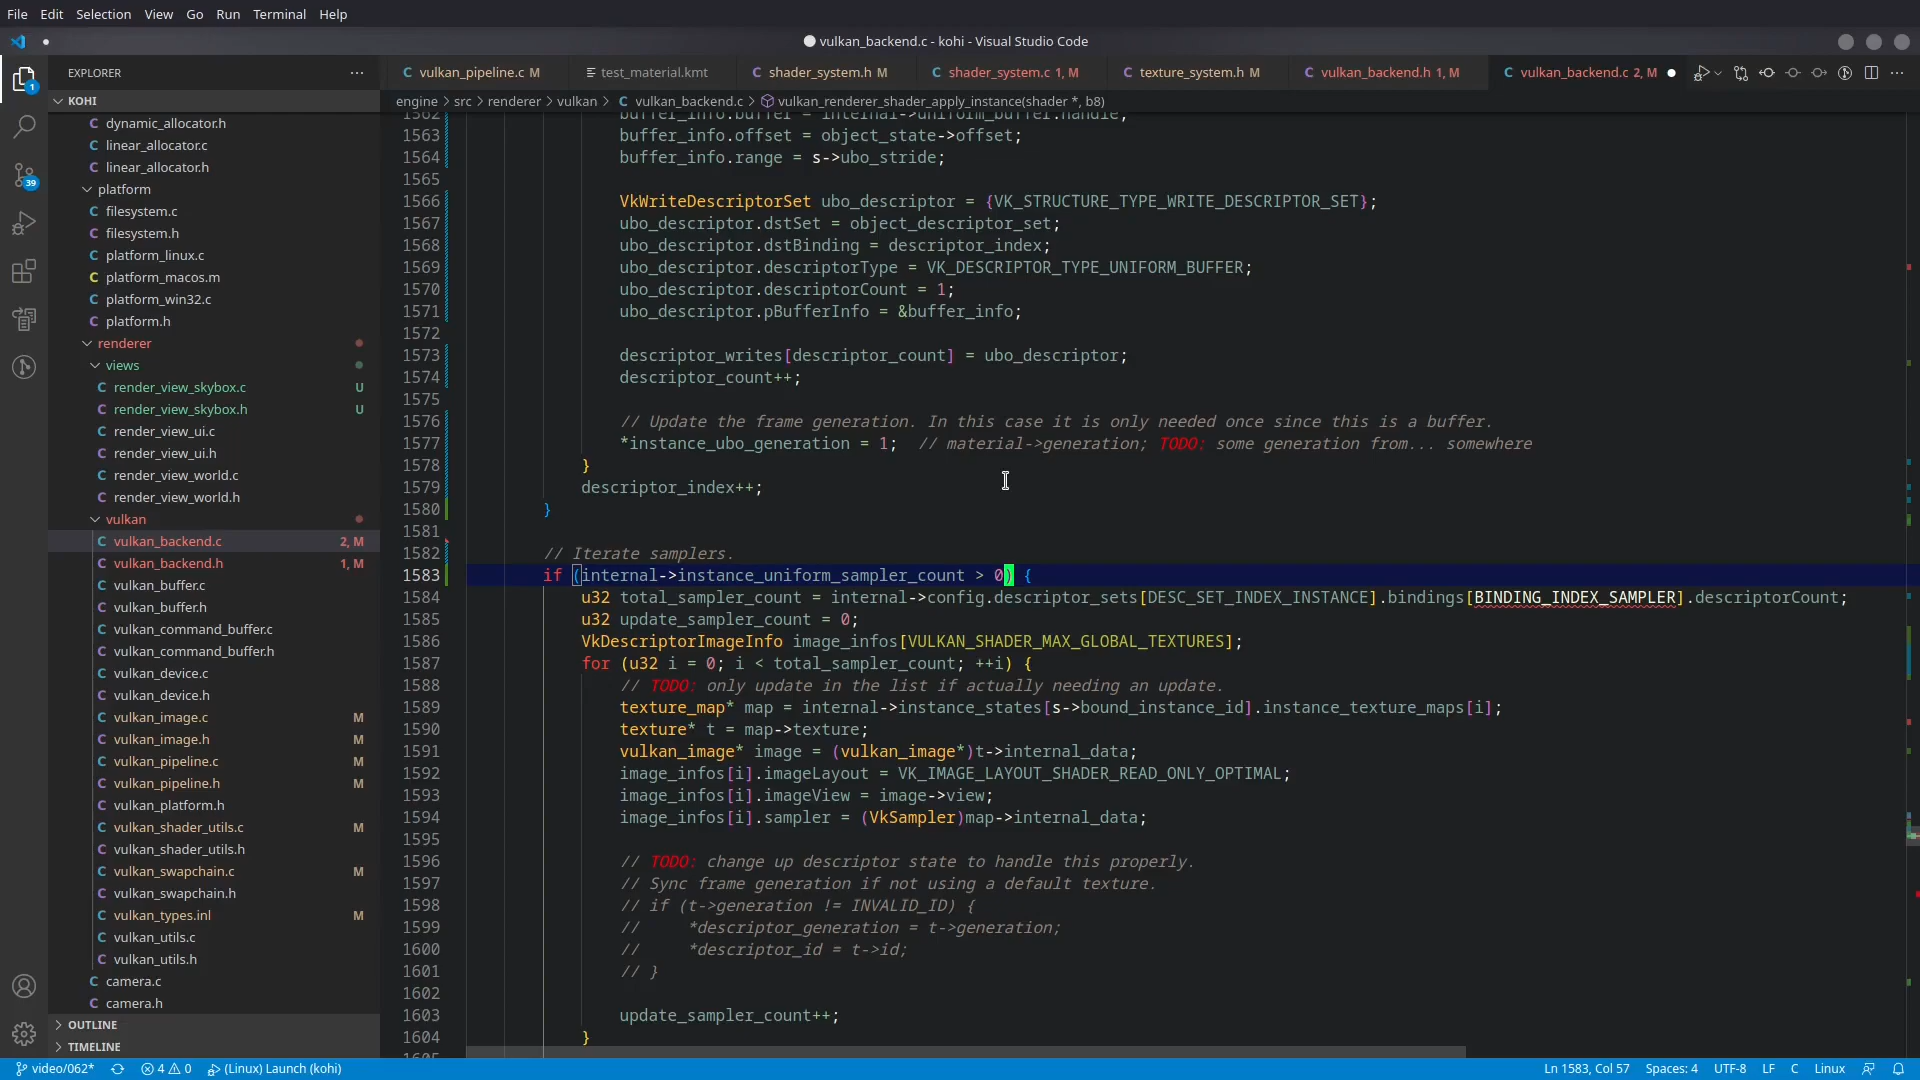 File Edit Selection View Go Run Terminal Help
vulkan_backend.c - kohi - Visual Studio Code
EXPLORER
vulkan_pipeline.c M test_material.kmt shader_system.h M shader_system.c 1, M texture_system.h M vulkan_backend.h 1, M vulkan_backend.c 2, M
KOHI
engine > src > renderer > vulkan > vulkan_backend.c > vulkan_renderer_shader_apply_instance(shader *, b8)
dynamic_allocator.h
linear_allocator.c
linear_allocator.h
platform
filesystem.c
filesystem.h
platform_linux.c
platform_macos.m
platform_win32.c
platform.h
renderer
views
render_view_skybox.c U
render_view_skybox.h U
render_view_ui.c
render_view_ui.h
render_view_world.c
render_view_world.h
vulkan
vulkan_backend.c 2, M
vulkan_backend.h 1, M
vulkan_buffer.c
vulkan_buffer.h
vulkan_command_buffer.c
vulkan_command_buffer.h
vulkan_device.c
vulkan_device.h
vulkan_image.c M
vulkan_image.h M
vulkan_pipeline.c M
vulkan_pipeline.h M
vulkan_platform.h
vulkan_shader_utils.c M
vulkan_shader_utils.h
vulkan_swapchain.c M
vulkan_swapchain.h
vulkan_types.inl M
vulkan_utils.c
vulkan_utils.h
camera.c
camera.h
OUTLINE
TIMELINE
1
39
1562 buffer_info.buffer = internal->uniform_buffer.handle;
1563 buffer_info.offset = object_state->offset;
1564 buffer_info.range = s->ubo_stride;
1565
1566 VkWriteDescriptorSet ubo_descriptor = {VK_STRUCTURE_TYPE_WRITE_DESCRIPTOR_SET};
1567 ubo_descriptor.dstSet = object_descriptor_set;
1568 ubo_descriptor.dstBinding = descriptor_index;
1569 ubo_descriptor.descriptorType = VK_DESCRIPTOR_TYPE_UNIFORM_BUFFER;
1570 ubo_descriptor.descriptorCount = 1;
1571 ubo_descriptor.pBufferInfo = &buffer_info;
1572
1573 descriptor_writes[descriptor_count] = ubo_descriptor;
1574 descriptor_count++;
1575
1576 // Update the frame generation. In this case it is only needed once since this is a buffer.
1577 *instance_ubo_generation = 1;  // material->generation; TODO: some generation from... somewhere
1578 }
1579 descriptor_index++;
1580 }
1581
1582 // Iterate samplers.
1583 if (internal->instance_uniform_sampler_count > 0) {
1584 u32 total_sampler_count = internal->config.descriptor_sets[DESC_SET_INDEX_INSTANCE].bindings[BINDING_INDEX_SAMPLER].descriptorCount;
1585 u32 update_sampler_count = 0;
1586 VkDescriptorImageInfo image_infos[VULKAN_SHADER_MAX_GLOBAL_TEXTURES];
1587 for (u32 i = 0; i < total_sampler_count; ++i) {
1588 // TODO: only update in the list if actually needing an update.
1589 texture_map* map = internal->instance_states[s->bound_instance_id].instance_texture_maps[i];
1590 texture* t = map->texture;
1591 vulkan_image* image = (vulkan_image*)t->internal_data;
1592 image_infos[i].imageLayout = VK_IMAGE_LAYOUT_SHADER_READ_ONLY_OPTIMAL;
1593 image_infos[i].imageView = image->view;
1594 image_infos[i].sampler = (VkSampler)map->internal_data;
1595
1596 // TODO: change up descriptor state to handle this properly.
1597 // Sync frame generation if not using a default texture.
1598 // if (t->generation != INVALID_ID) {
1599 //     *descriptor_generation = t->generation;
1600 //     *descriptor_id = t->id;
1601 // }
1602
1603 update_sampler_count++;
1604 }
1605
video/062* 4 0 (Linux) Launch (kohi) Ln 1583, Col 57 Spaces: 4 UTF-8 LF C Linux